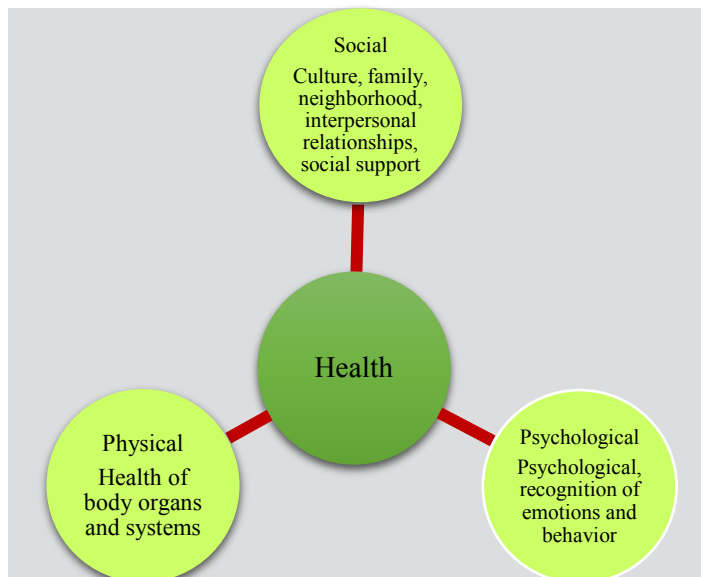 Social
Culture, family,
neighborhood,
interpersonal
relationships,
social support
Health
Physical
Health of
body organs
and systems
Psychological
Psychological,
recognition of
emotions and
behavior